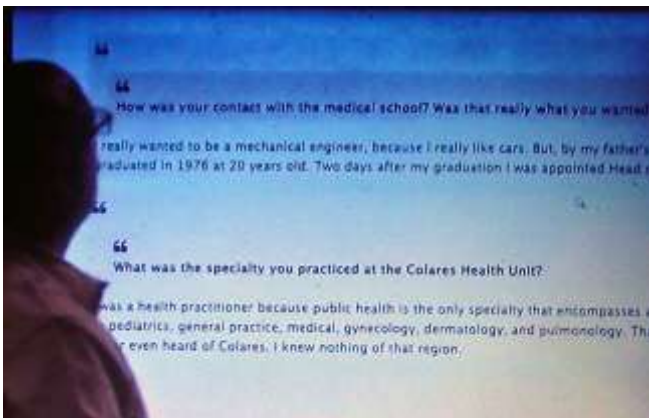 “
“
How was your contact with the medical school? Was that really what you wanted
really wanted to be a mechanical engineer, because I really like cars. But, by my father's
graduated in 1976 at 20 years old. Two days after my graduation I was appointed Head
“
“
What was the specialty you practiced at the Colares Health Unit?
was a health practitioner because public health is the only specialty that encompasses
pediatrics, general practice, medical, gynecology, dermatology, and pulmonology.
even heard of Colares. I knew nothing of that region.